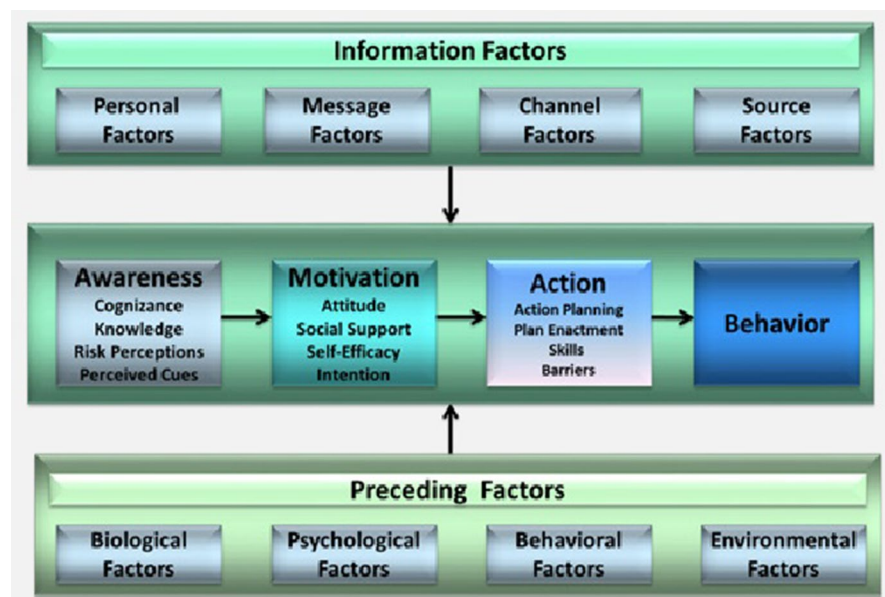 Information Factors
Personal
Factors
Message
Factors
Channel
Factors
Source
Factors
Awareness
Cognizance
Knowledge
Risk Perceptions
Perceived Cues
Motivation
Attitude
Social Support
Self-Efficacy
Intention
Action
Action Planning
Plan Enactment
Skills
Barriers
Behavior
Preceding Factors
Biological
Factors
Psychological
Factors
Behavioral
Factors
Environmental
Factors